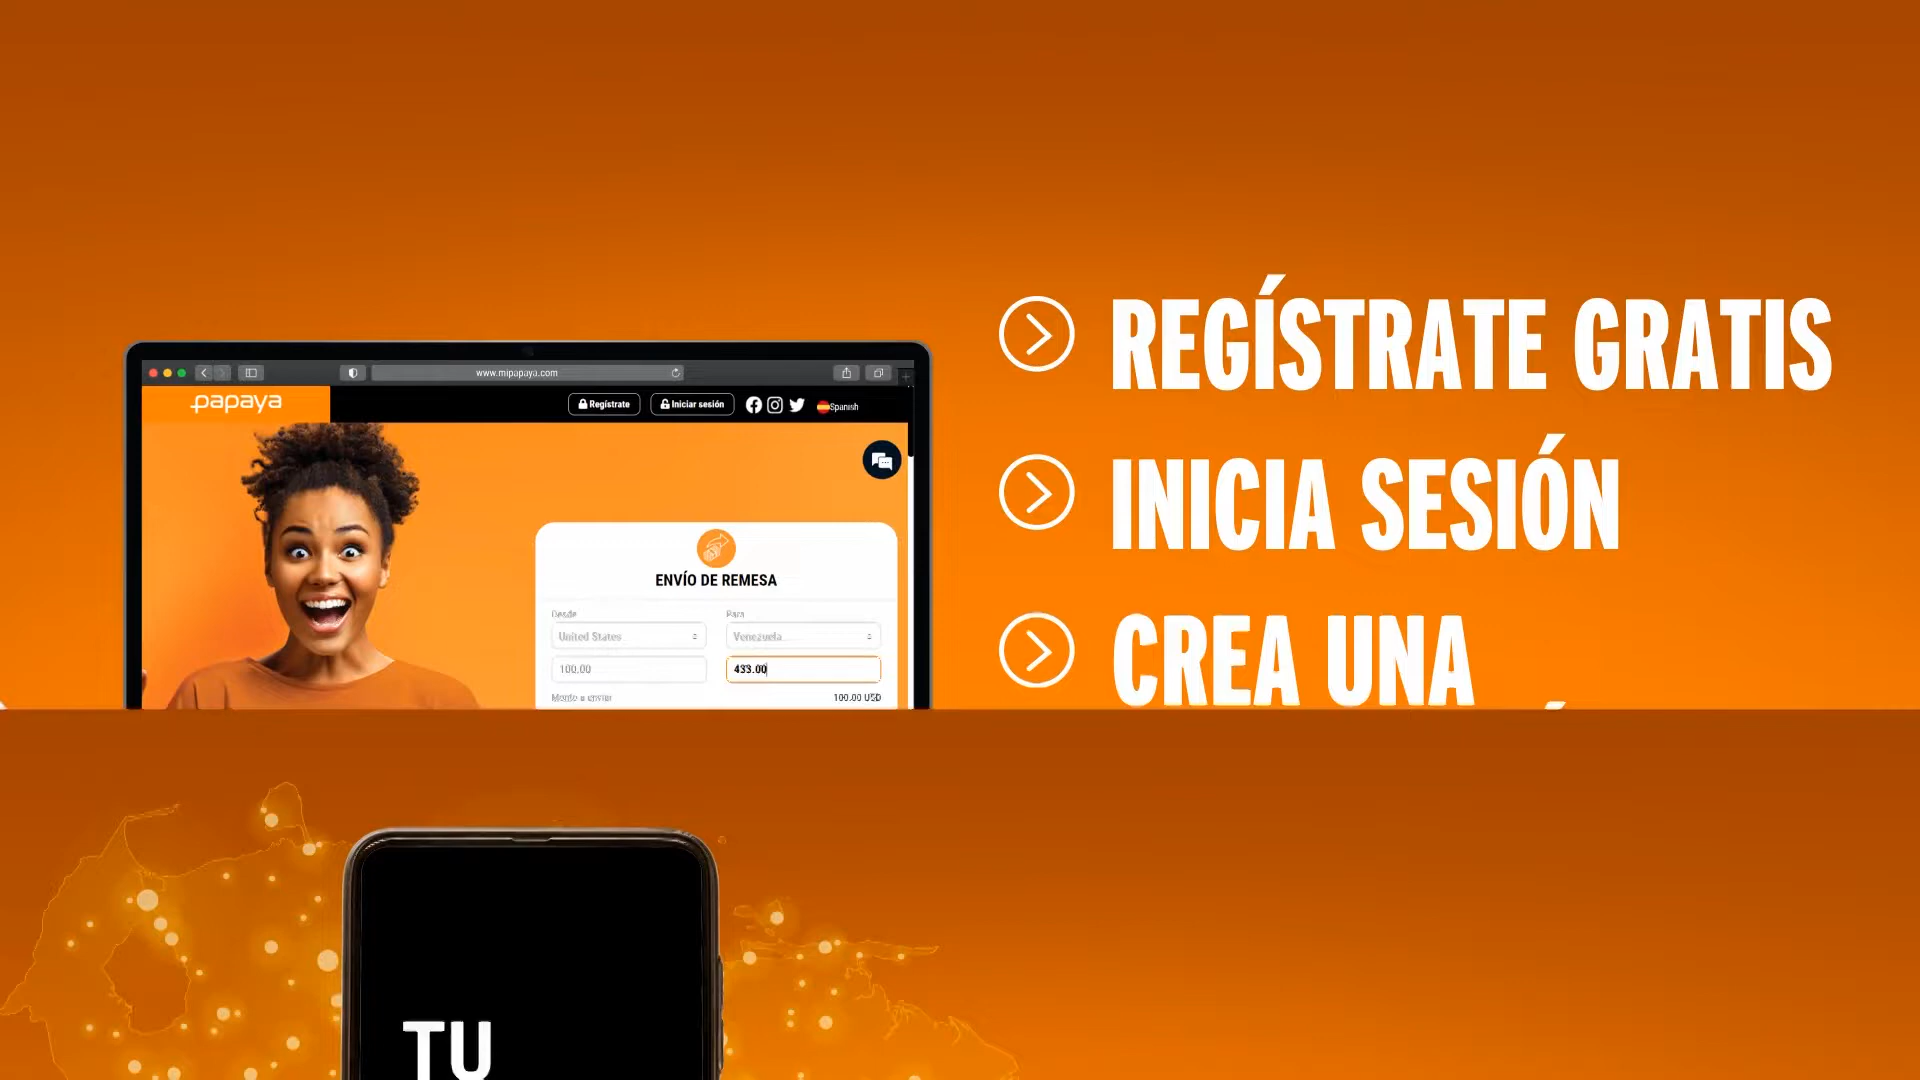 REGÍSTRATE GRATIS
INICIA SESIÓN
CREA UNA
www.mipapaya.com
papaya
Regístrate
Iniciar sesión
Spanish
ENVÍO DE REMESA
Desde
Para
United States
Venezuela
100.00
433.00
Monto a enviar
100.00 USD
TU